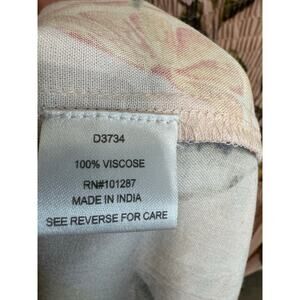 D3734
100% VISCOSE
RN#101287
MADE IN INDIA
SEE REVERSE FOR CARE